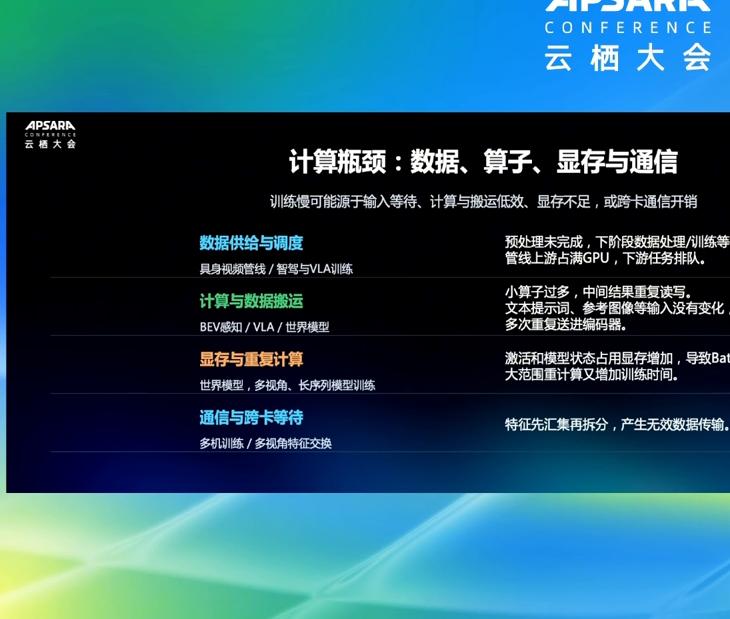 APSARA
CONFERENCE
云栖大会
APSARA
CONFERENCE
云栖大会
计算瓶颈：数据、算子、显存与通信
训练慢可能源于输入等待、计算与搬运低效、显存不足，或跨卡通信开销
数据供给与调度
具身视频管线 / 智驾与VLA训练
预处理未完成，下阶段数据处理/训练等
管线上游占满GPU，下游任务排队。
计算与数据搬运
BEV感知 / VLA / 世界模型
小算子过多，中间结果重复读写。
文本提示词、参考图像等输入没有变化，
多次重复送进编码器。
显存与重复计算
世界模型，多视角、长序列模型训练
激活和模型状态占用显存增加，导致Bat
大范围重计算又增加训练时间。
通信与跨卡等待
多机训练 / 多视角特征交换
特征先汇集再拆分，产生无效数据传输。